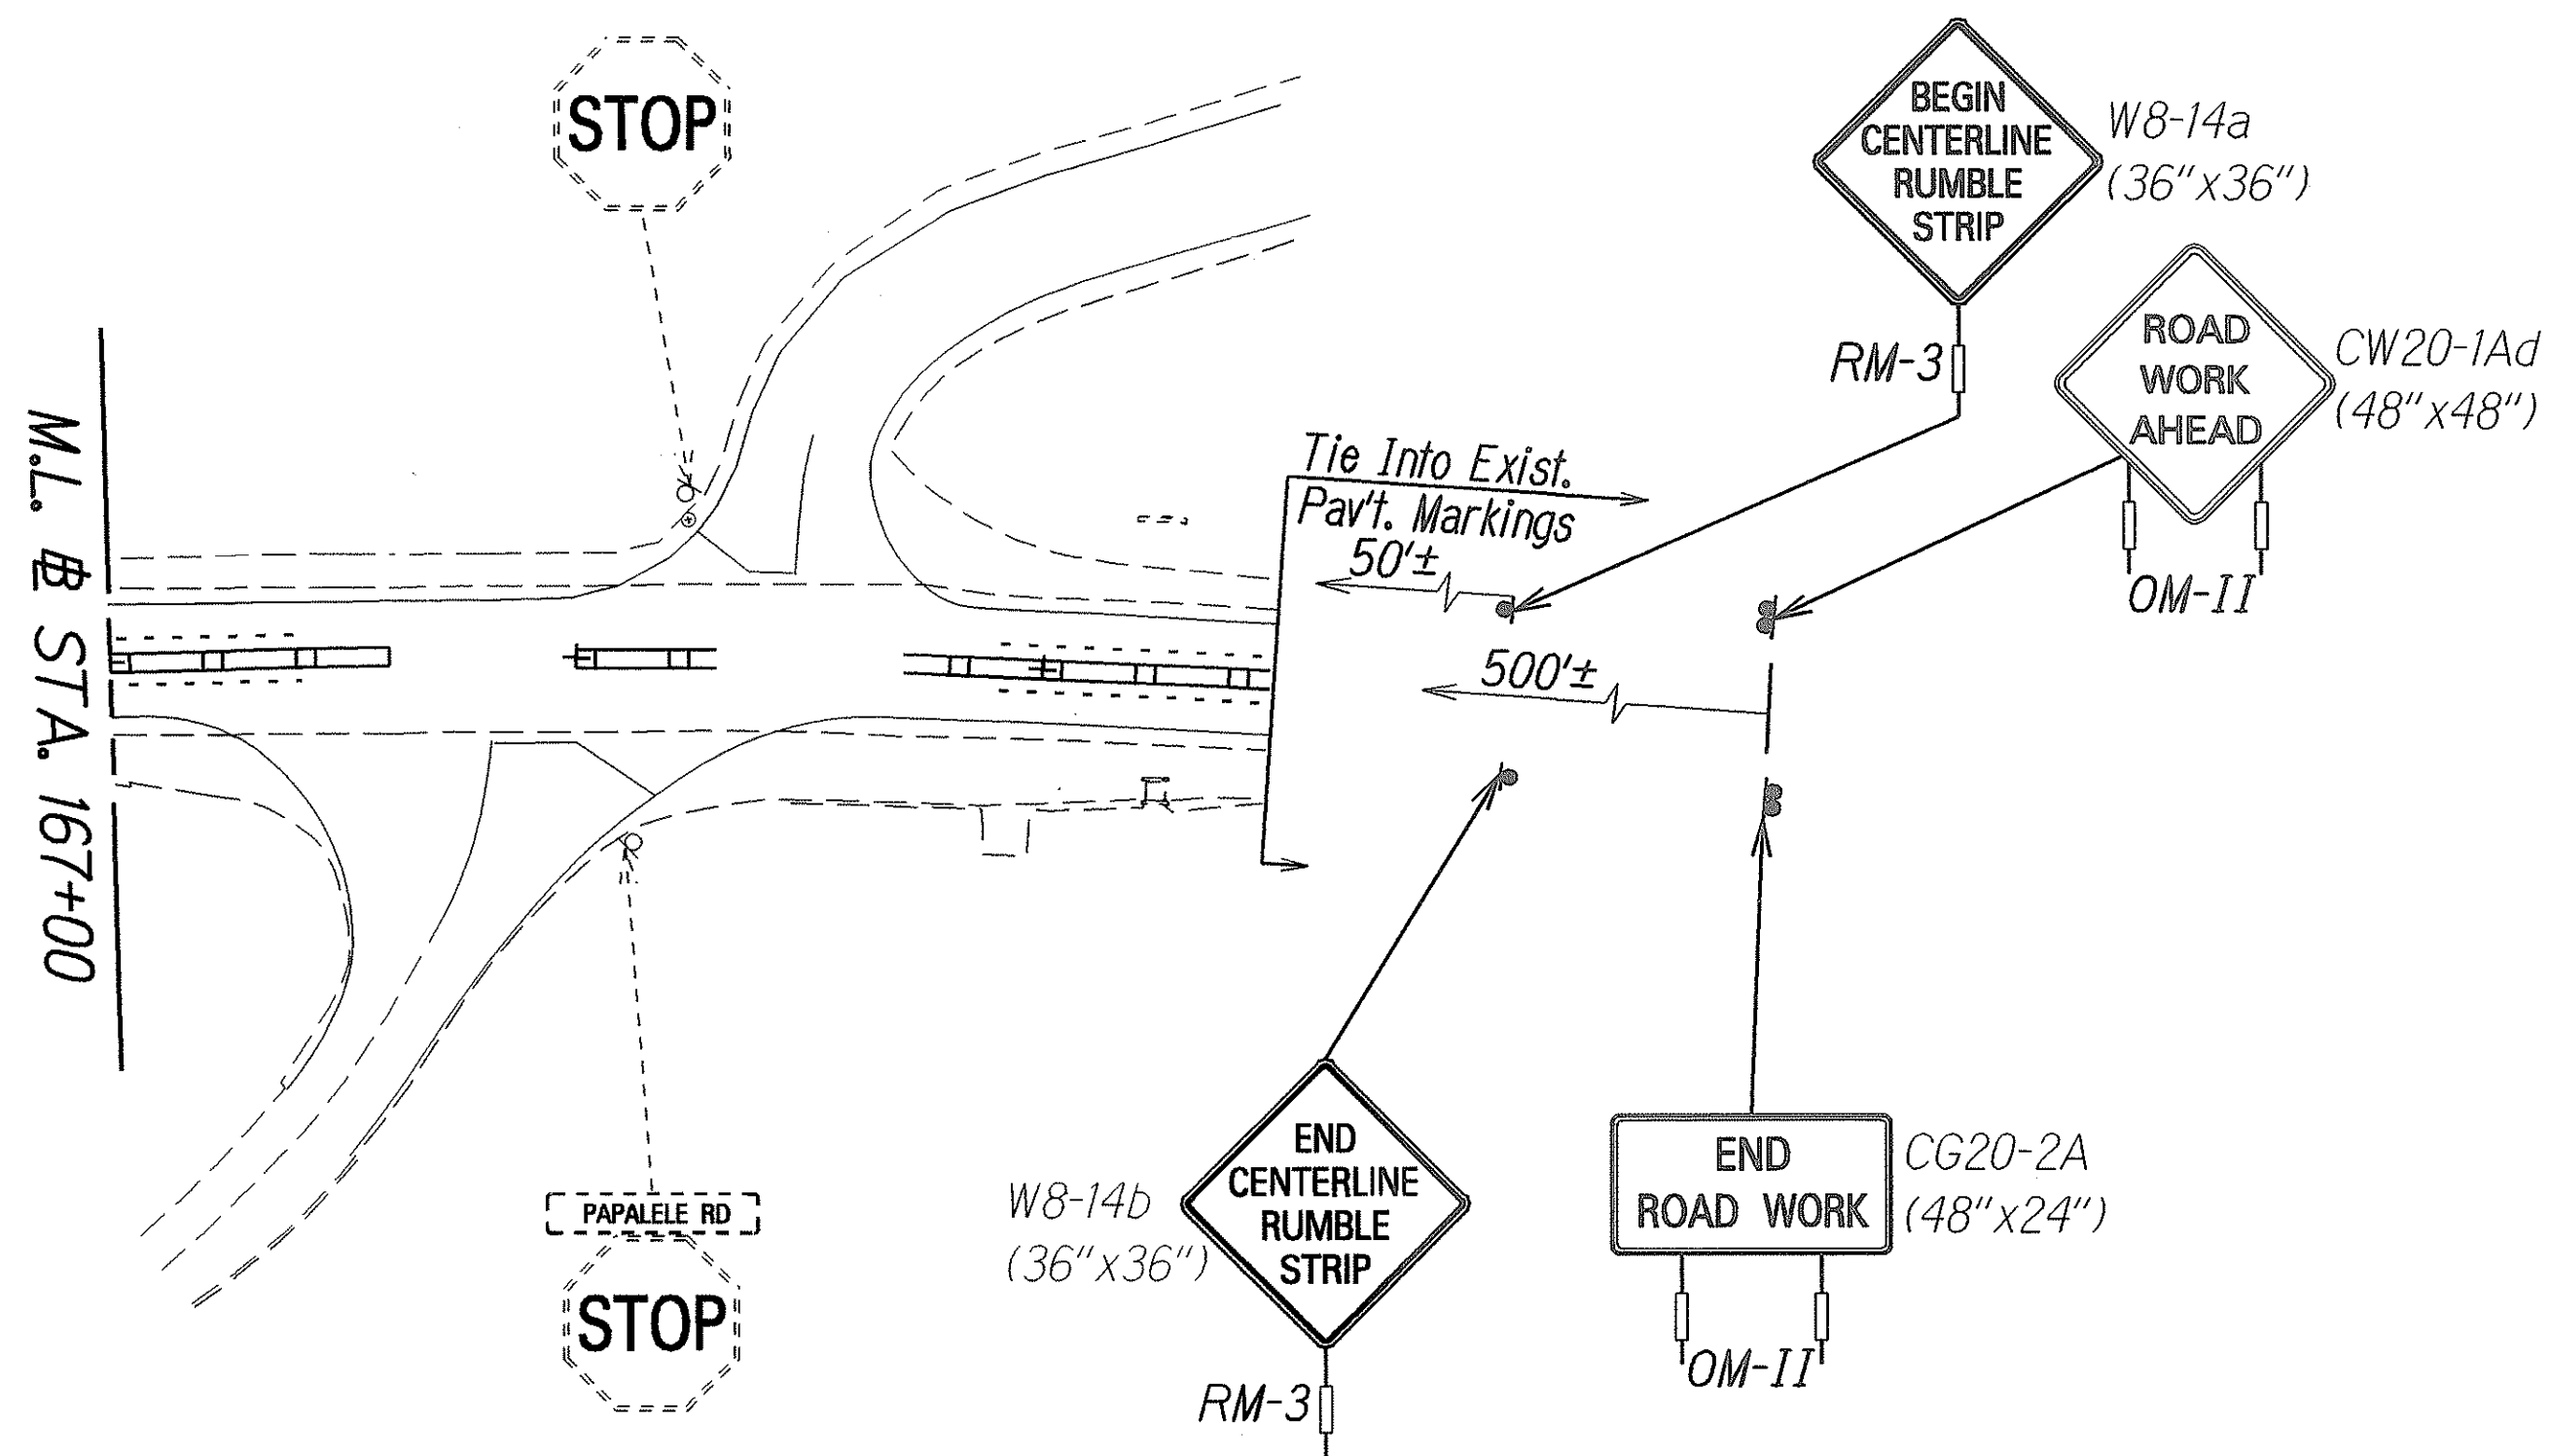 STOP
BEGIN
CENTERLINE
RUMBLE
STRIP
W8-14a
(36"x36")
RM-3
ROAD
WORK
AHEAD
CW20-1Ad
(48"x48")
OM-II
Tie Into Exist.
Pav't. Markings
50'±
500'±
M.L. BL STA. 167+00
END
CENTERLINE
RUMBLE
STRIP
W8-14b
(36"x36")
RM-3
END
ROAD WORK
CG20-2A
(48"x24")
OM-II
PAPALELE RD
STOP